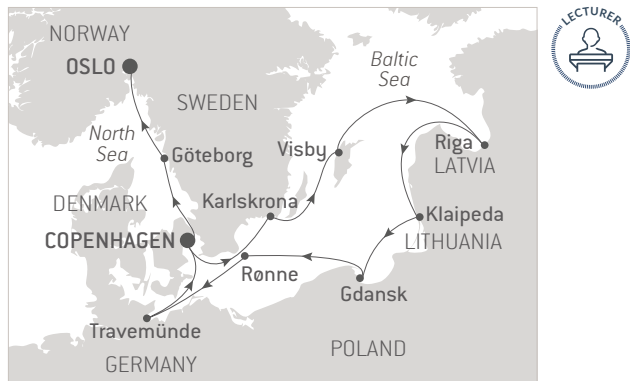 NORWAY
OSLO
SWEDEN
North
Sea
Göteborg
DENMARK
COPENHAGEN
Karlskrona
Visby
Baltic
Sea
Riga
LATVIA
Klaipeda
LITHUANIA
Rønne
Gdansk
Travemünde
GERMANY
POLAND
LECTURER